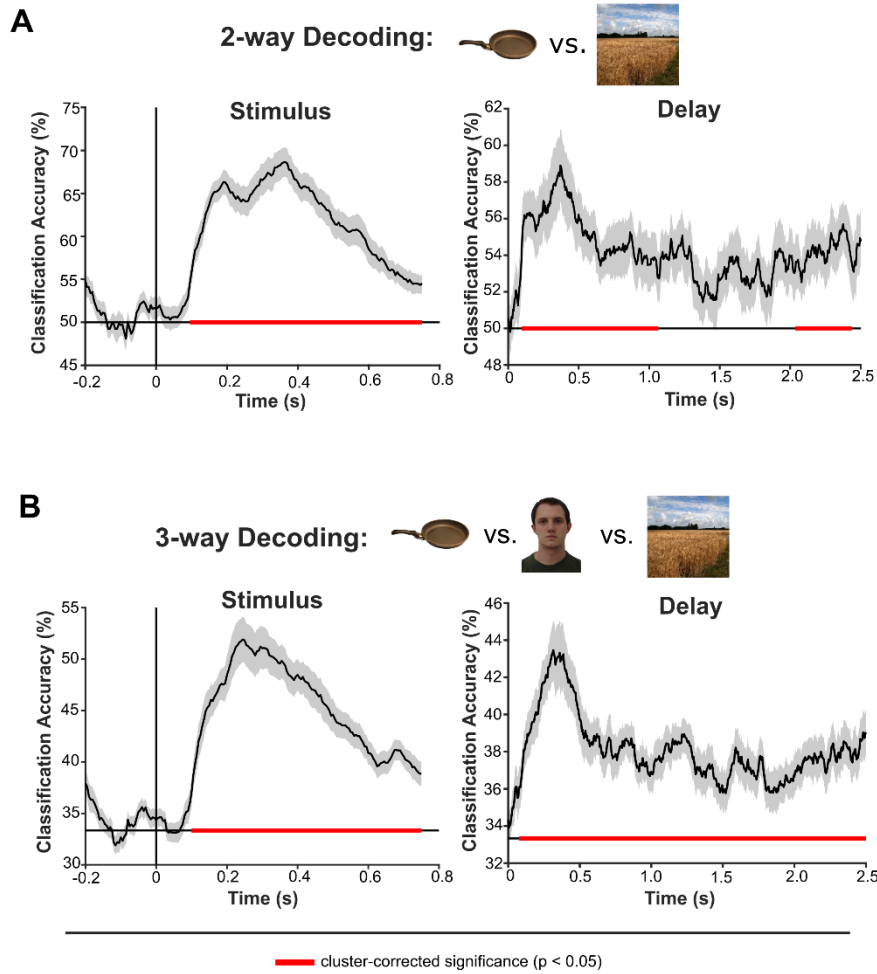 A
2-way Decoding: vs.
Stimulus
Delay
Classification Accuracy (%)
75
70
65
60
55
50
45
-0.2 0 0.2 0.4 0.6 0.8
Time (s)
Classification Accuracy (%)
62
60
58
56
54
52
50
48
0 0.5 1.0 1.5 2.0 2.5
Time (s)
B
3-way Decoding: vs. vs.
Stimulus
Delay
Classification Accuracy (%)
55
50
45
40
35
30
-0.2 0 0.2 0.4 0.6 0.8
Time (s)
Classification Accuracy (%)
46
44
42
40
38
36
34
32
0 0.5 1.0 1.5 2.0 2.5
Time (s)
cluster-corrected significance (p < 0.05)